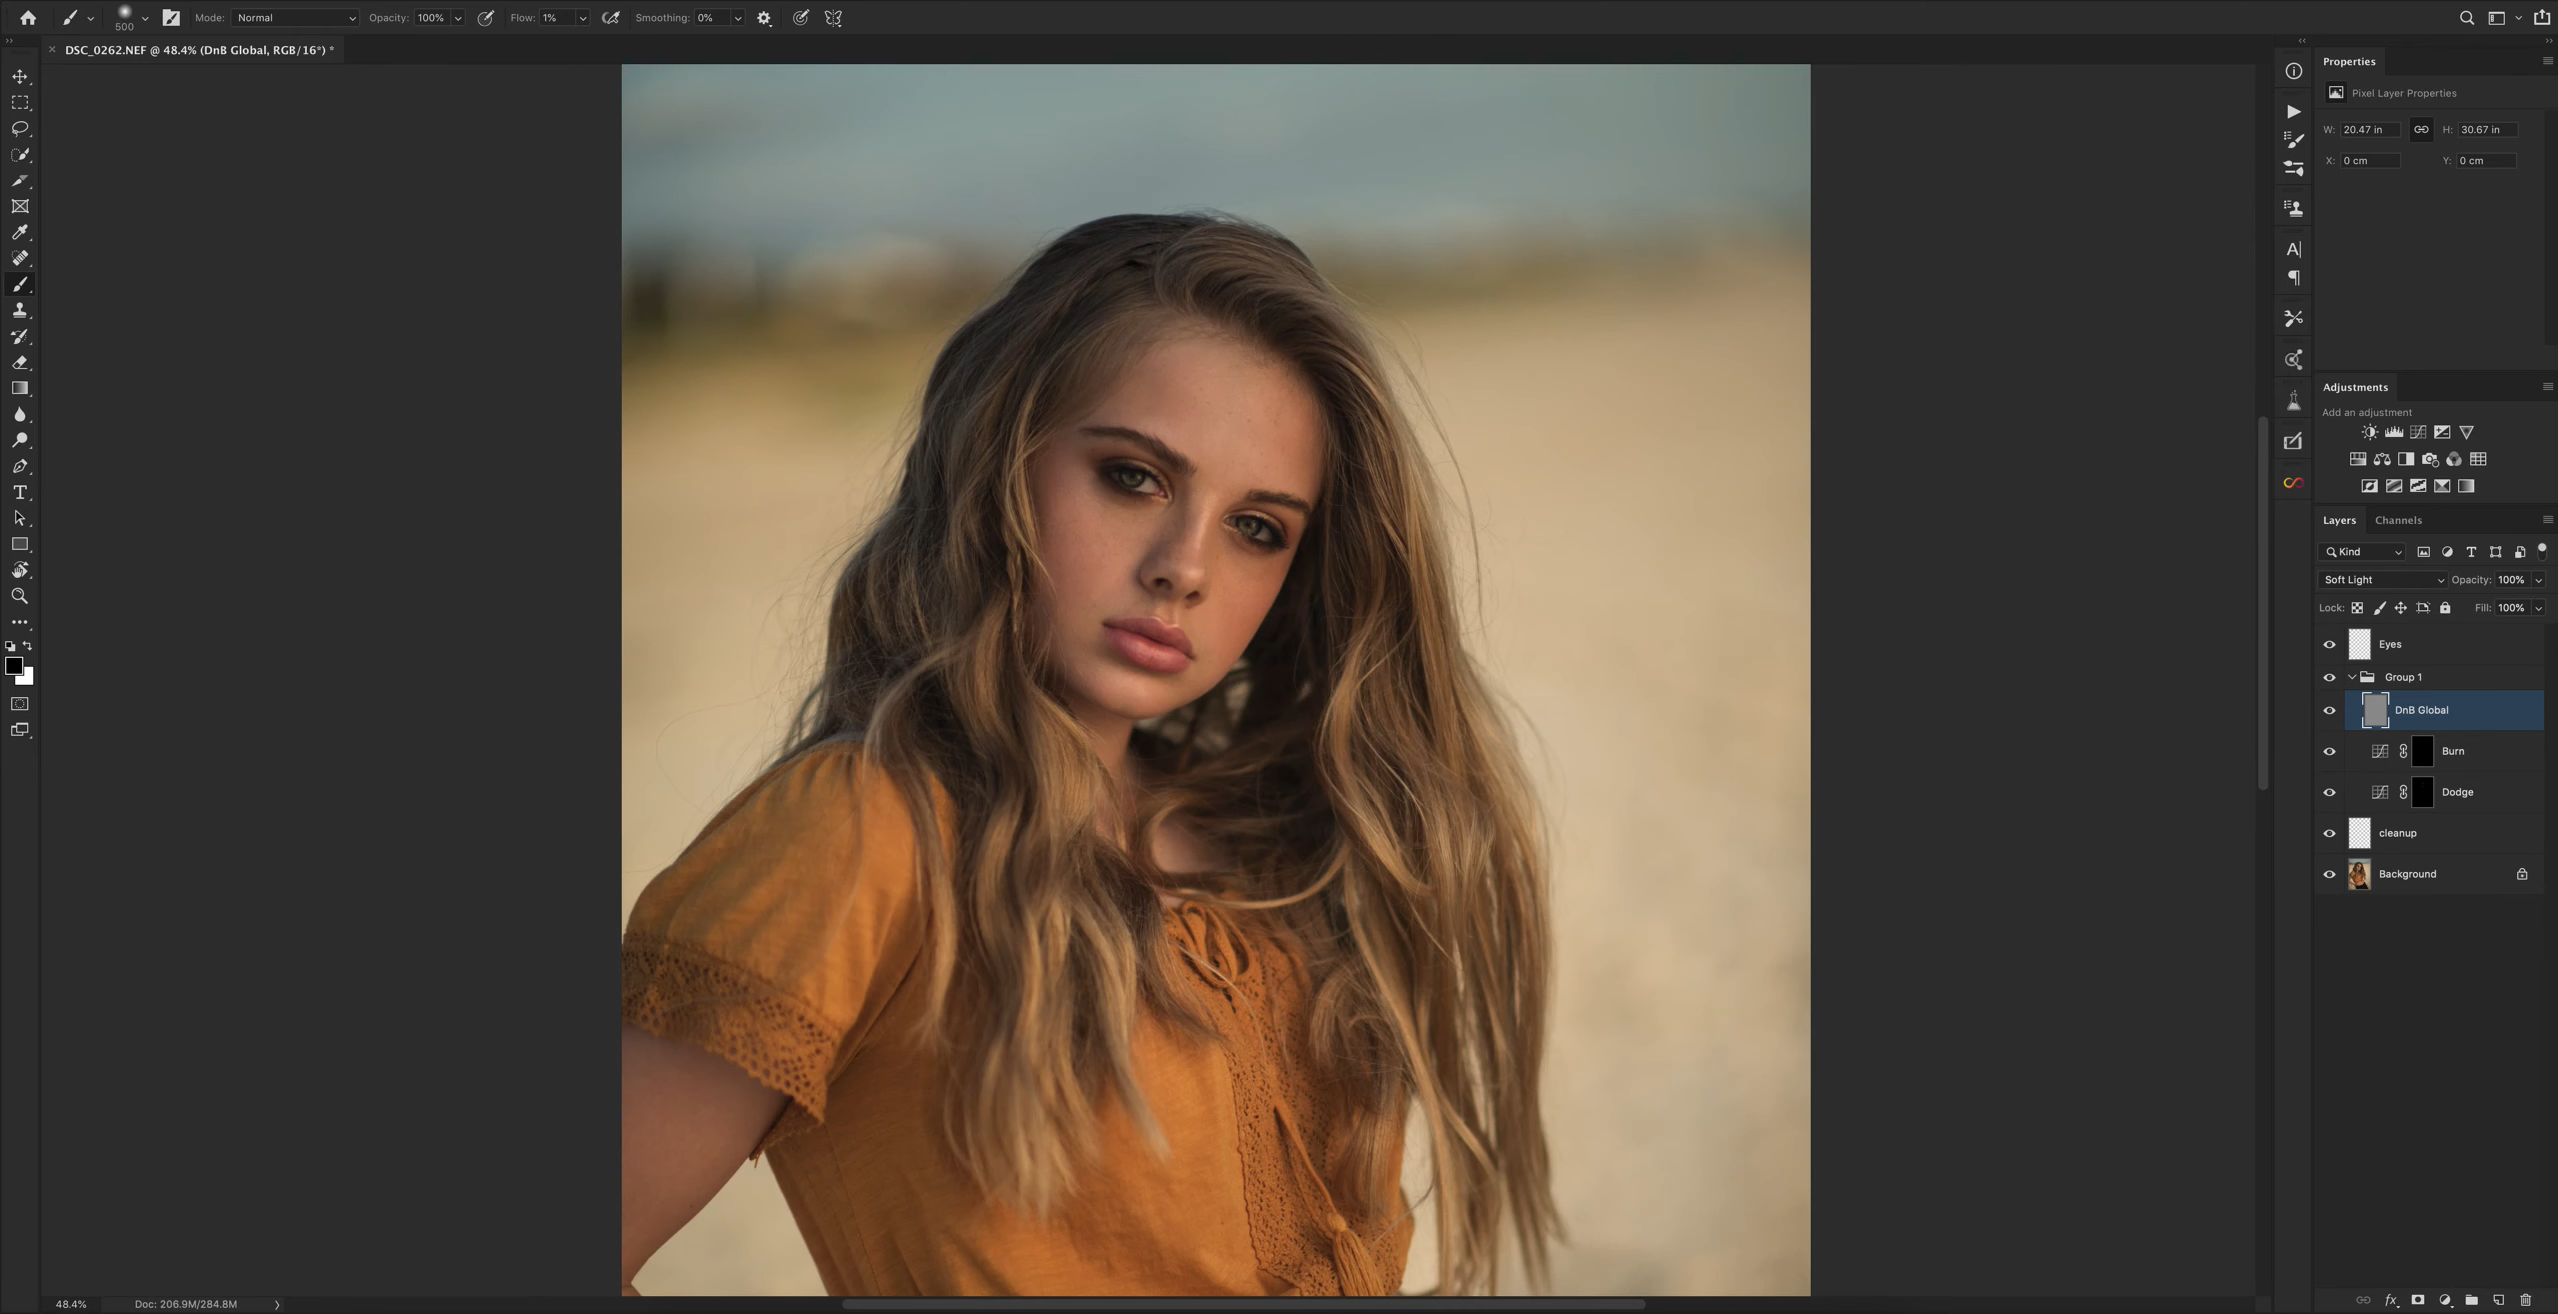 500
Mode: Normal
Opacity: 100%
Flow: 1%
Smoothing: 0%
DSC_0262.NEF @ 48.4% (DnB Global, RGB/16*) *
Properties
Pixel Layer Properties
W: 20.47 in
H: 30.67 in
X: 0 cm
Y: 0 cm
Adjustments
Add an adjustment
Layers
Channels
Kind
Soft Light
Opacity: 100%
Lock:
Fill: 100%
Eyes
Group 1
DnB Global
Burn
Dodge
cleanup
Background
48.4%
Doc: 206.9M/284.8M